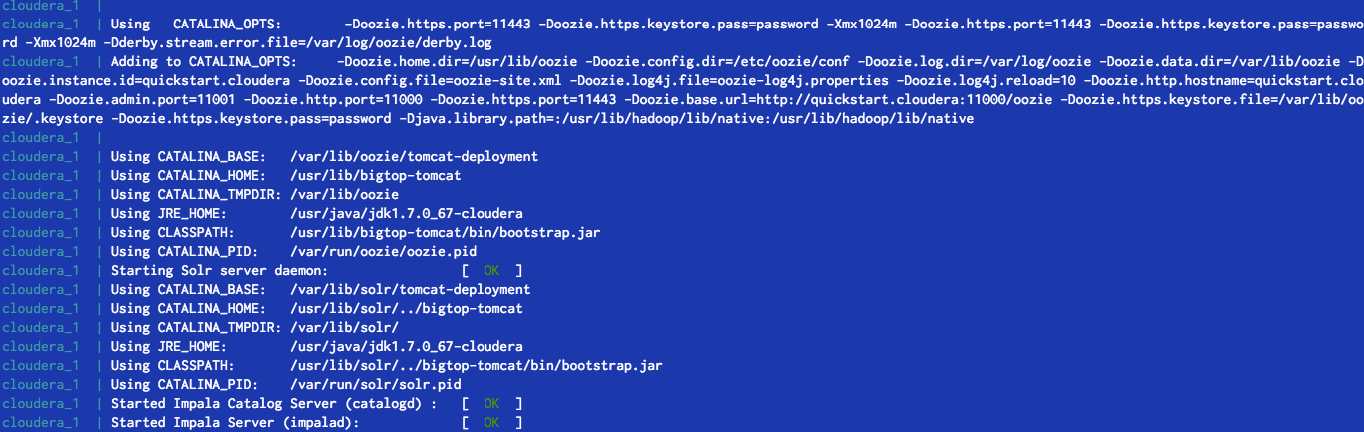 cloudera_1 |
cloudera_1 | Using CATALINA_OPTS: -Doozie.https.port=11443 -Doozie.https.keystore.pass=password -Xmx1024m -Doozie.https.port=11443 -Doozie.https.keystore.pass=passwo
rd -Xmx1024m -Dderby.stream.error.file=/var/log/oozie/derby.log
cloudera_1 | Adding to CATALINA_OPTS: -Doozie.home.dir=/usr/lib/oozie -Doozie.config.dir=/etc/oozie/conf -Doozie.log.dir=/var/log/oozie -Doozie.data.dir=/var/lib/oozie -D
oozie.instance.id=quickstart.cloudera -Doozie.config.file=oozie-site.xml -Doozie.log4j.file=oozie-log4j.properties -Doozie.log4j.reload=10 -Doozie.http.hostname=quickstart.clo
udera -Doozie.admin.port=11001 -Doozie.http.port=11000 -Doozie.https.port=11443 -Doozie.base.url=http://quickstart.cloudera:11000/oozie -Doozie.https.keystore.file=/var/lib/oo
zie/.keystore -Doozie.https.keystore.pass=password -Djava.library.path=:/usr/lib/hadoop/lib/native:/usr/lib/hadoop/lib/native
cloudera_1 |
cloudera_1 | Using CATALINA_BASE: /var/lib/oozie/tomcat-deployment
cloudera_1 | Using CATALINA_HOME: /usr/lib/bigtop-tomcat
cloudera_1 | Using CATALINA_TMPDIR: /var/lib/oozie
cloudera_1 | Using JRE_HOME: /usr/java/jdk1.7.0_67-cloudera
cloudera_1 | Using CLASSPATH: /usr/lib/bigtop-tomcat/bin/bootstrap.jar
cloudera_1 | Using CATALINA_PID: /var/run/oozie/oozie.pid
cloudera_1 | Starting Solr server daemon: [ OK ]
cloudera_1 | Using CATALINA_BASE: /var/lib/solr/tomcat-deployment
cloudera_1 | Using CATALINA_HOME: /usr/lib/solr/../bigtop-tomcat
cloudera_1 | Using CATALINA_TMPDIR: /var/lib/solr/
cloudera_1 | Using JRE_HOME: /usr/java/jdk1.7.0_67-cloudera
cloudera_1 | Using CLASSPATH: /usr/lib/solr/../bigtop-tomcat/bin/bootstrap.jar
cloudera_1 | Using CATALINA_PID: /var/run/solr/solr.pid
cloudera_1 | Started Impala Catalog Server (catalogd) : [ OK ]
cloudera_1 | Started Impala Server (impalad): [ OK ]